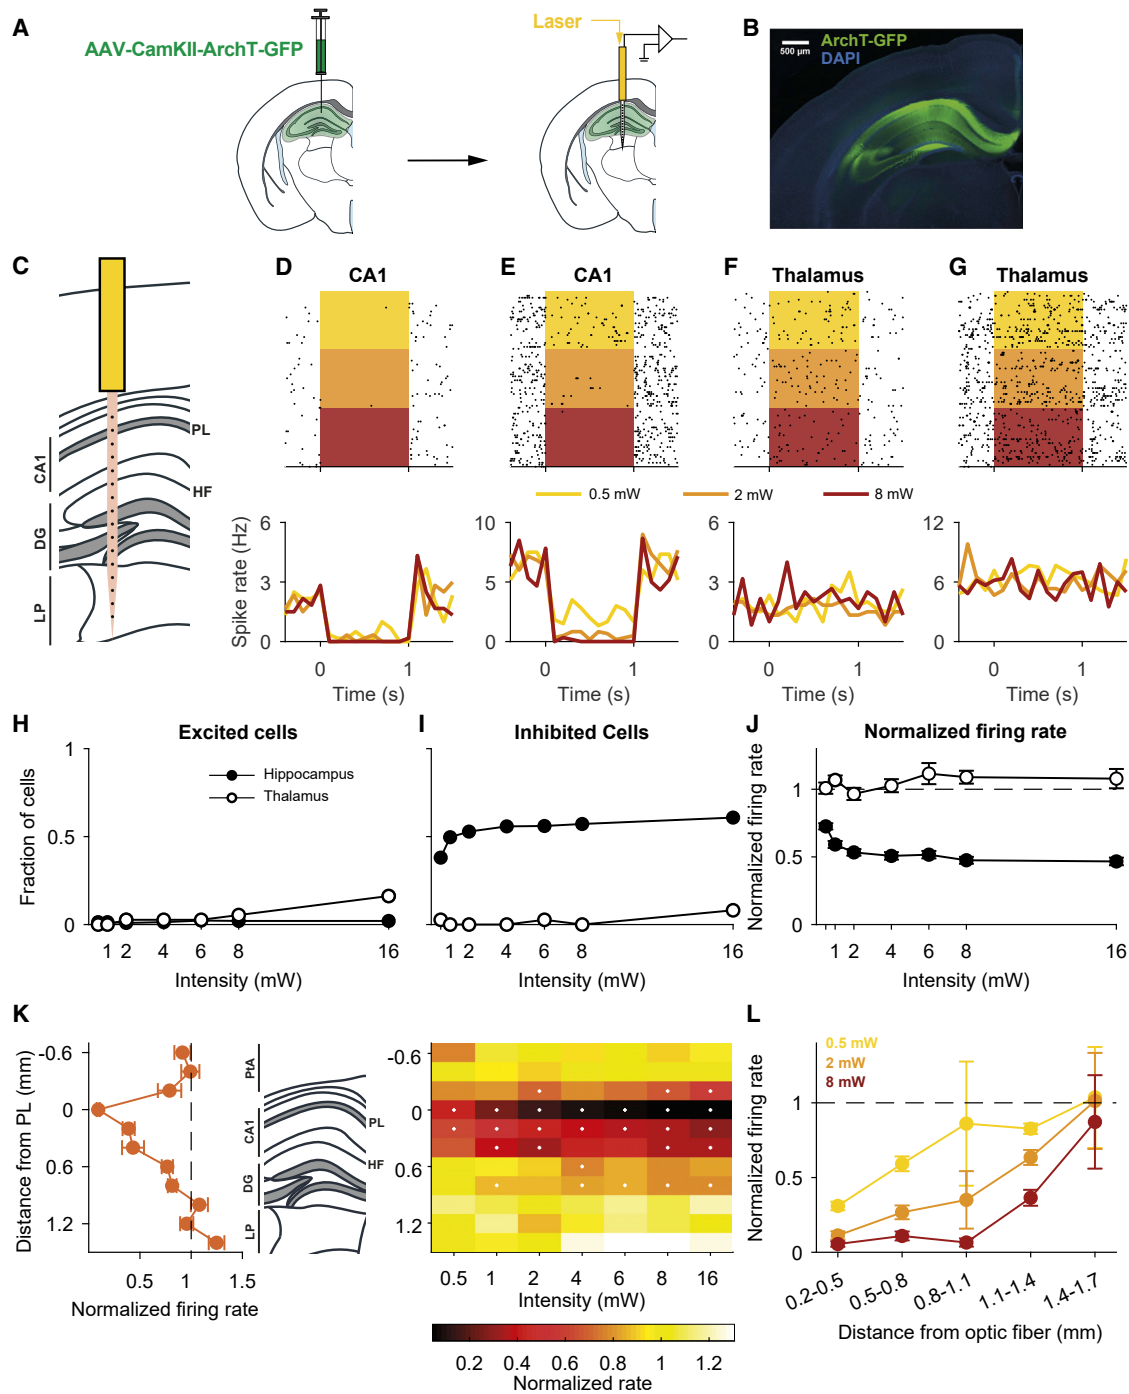 A
AAV-CamKII-ArchT-GFP
Laser
B
500 µm
ArchT-GFP
DAPI
C
PL
HF
CA1
DG
LP
D
CA1
E
CA1
F
Thalamus
G
Thalamus
0.5 mW
2 mW
8 mW
Spike rate (Hz)
6
3
0
0
1
Time (s)
10
5
0
0
1
Time (s)
6
3
0
0
1
Time (s)
12
6
0
0
1
Time (s)
H
Excited cells
Hippocampus
Thalamus
Fraction of cells
1
0.5
0
1 2 4 6 8 16
Intensity (mW)
I
Inhibited Cells
1
0.5
0
1 2 4 6 8 16
Intensity (mW)
J
Normalized firing rate
Normalized firing rate
1
0.5
0
1 2 4 6 8 16
Intensity (mW)
K
Distance from PL (mm)
-0.6
0
0.6
1.2
0.5 1 1.5
Normalized firing rate
PtA
CA1
DG
LP
PL
HF
-0.6
0
0.6
1.2
0.5 1 2 4 6 8 16
Intensity (mW)
0.2 0.4 0.6 0.8 1 1.2
Normalized rate
L
0.5 mW
2 mW
8 mW
Normalized firing rate
1
0.5
0
0.2-0.5
0.5-0.8
0.8-1.1
1.1-1.4
1.4-1.7
Distance from optic fiber (mm)